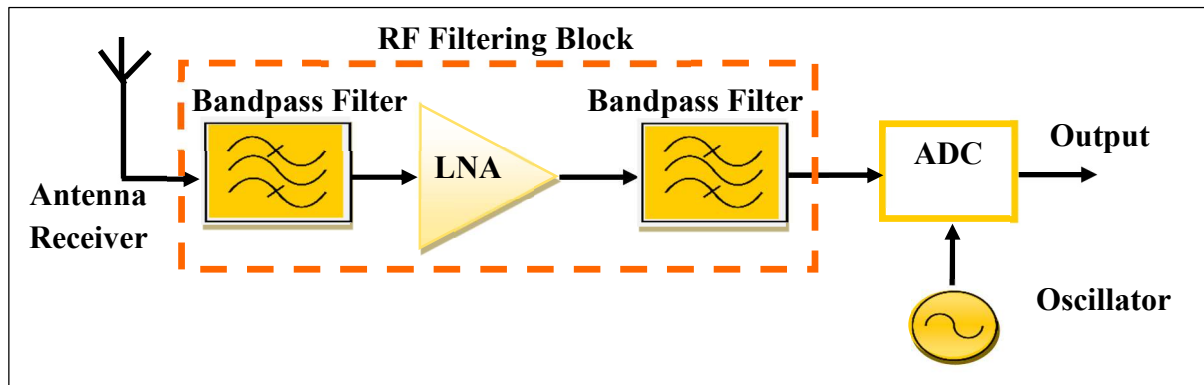 RF Filtering Block
Bandpass Filter
LNA
Bandpass Filter
ADC
Output
Antenna
Receiver
Oscillator